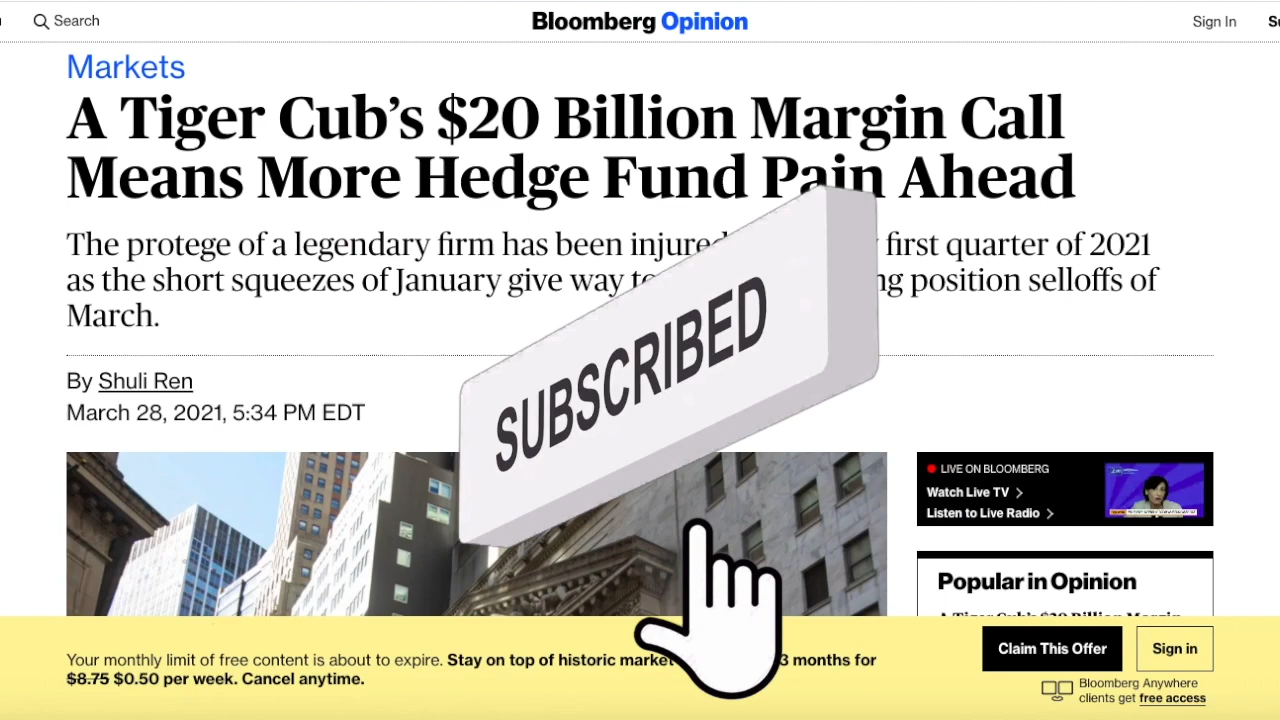 Search
Bloomberg Opinion
Sign In
Markets
A Tiger Cub's $20 Billion Margin Call
Means More Hedge Fund Pain Ahead
The protege of a legendary firm has been injured first quarter of 2021
as the short squeezes of January give way to position selloffs of
March.
By Shuli Ren
March 28, 2021, 5:34 PM EDT
SUBSCRIBED
LIVE ON BLOOMBERG
Watch Live TV
Listen to Live Radio
Popular in Opinion
A Tiger Cub's $20 Billion Margin
Your monthly limit of free content is about to expire. Stay on top of historic market 3 months for
$8.75 $0.50 per week. Cancel anytime.
Claim This Offer
Sign in
Bloomberg Anywhere
clients get free access